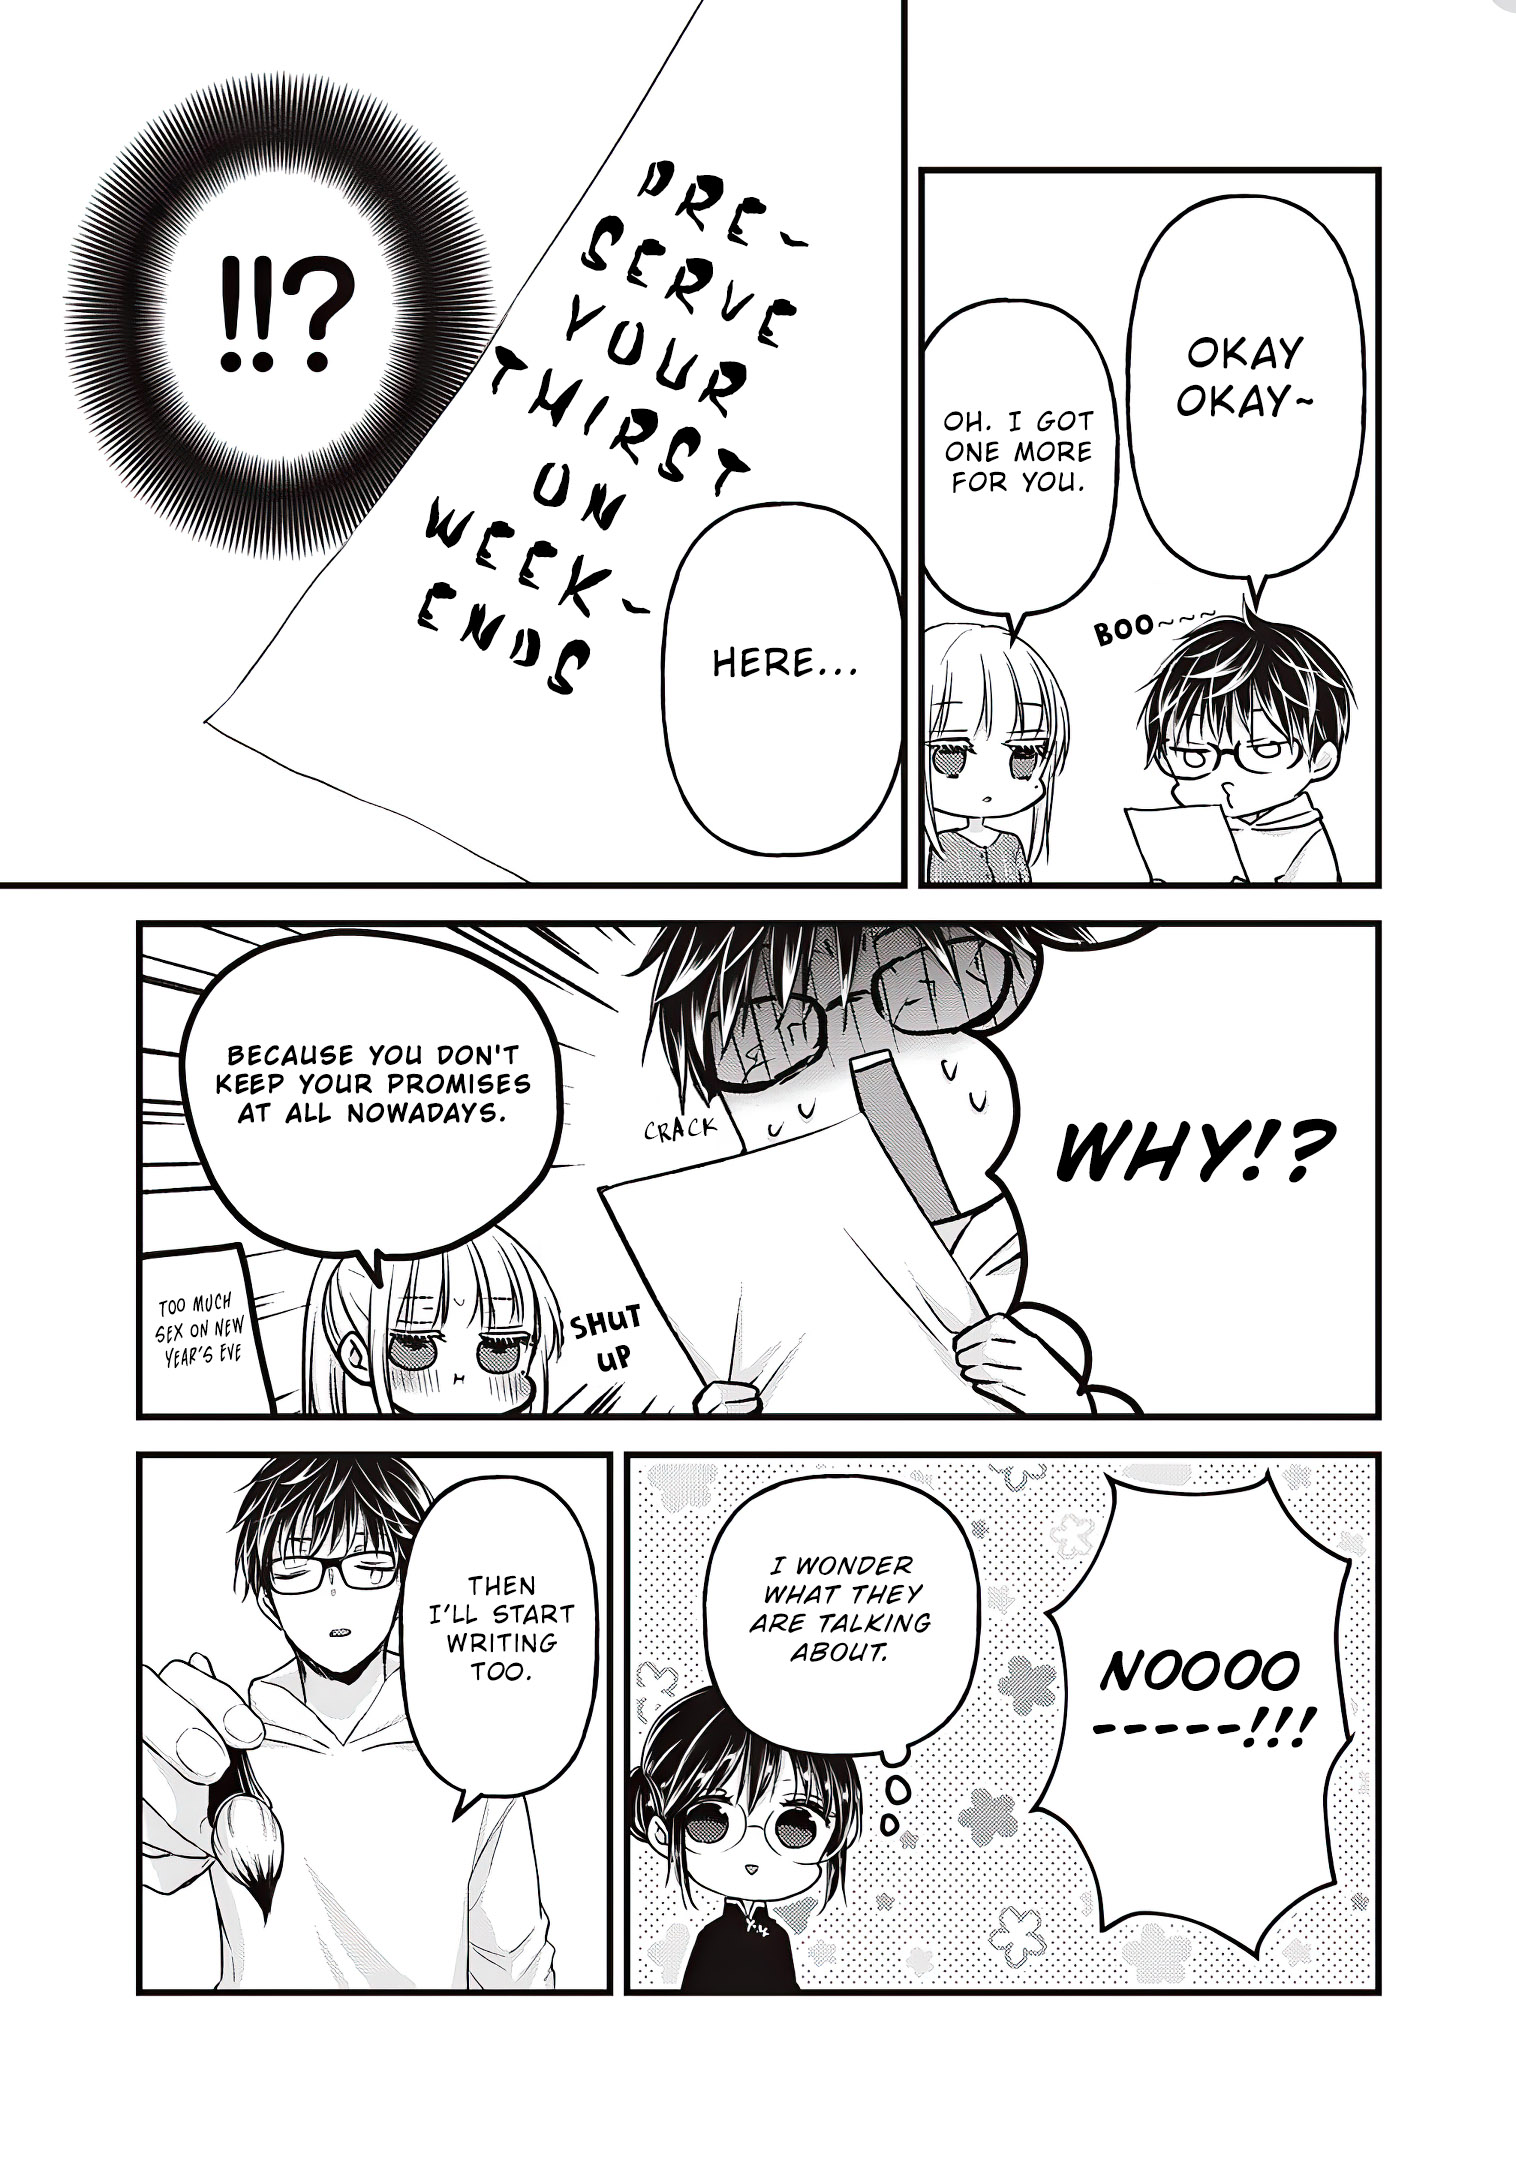 OKAY
OKAY~
BOO~~~~
OH. I GOT
ONE MORE
FOR YOU.
HERE...
PRE-
SERVE
YOUR
THIRST
ON
WEEK-
ENDS
!!?
WHY!?
CRACK
BECAUSE YOU DON'T
KEEP YOUR PROMISES
AT ALL NOWADAYS.
SHUT
UP
TOO MUCH
SEX ON NEW
YEAR'S EVE
NOOOO
-----!!!
I WONDER
WHAT THEY
ARE TALKING
ABOUT.
THEN
I'LL START
WRITING
TOO.